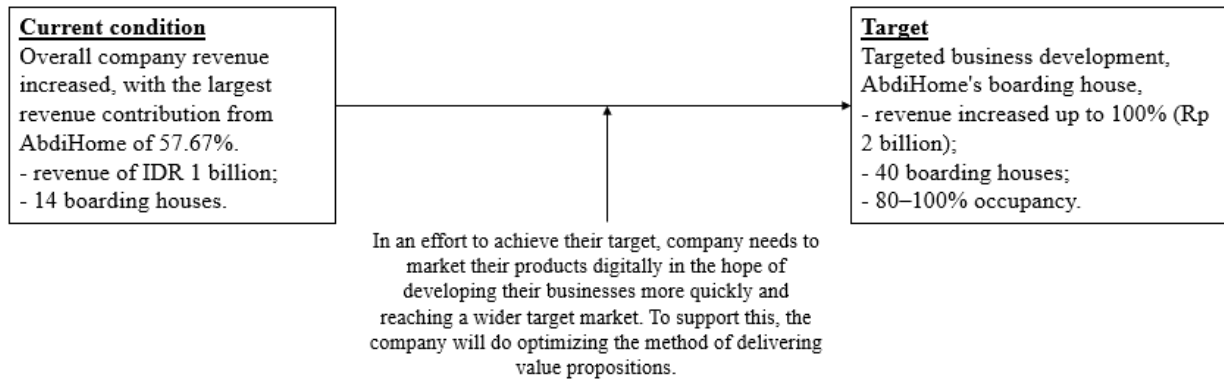 Current condition
Overall company revenue
increased, with the largest
revenue contribution from
AbdiHome of 57.67%.
- revenue of IDR 1 billion;
- 14 boarding houses.
In an effort to achieve their target, company needs to
market their products digitally in the hope of
developing their businesses more quickly and
reaching a wider target market. To support this, the
company will do optimizing the method of delivering
value propositions.
Target
Targeted business development,
AbdiHome's boarding house,
- revenue increased up to 100% (Rp
2 billion);
- 40 boarding houses;
- 80–100% occupancy.